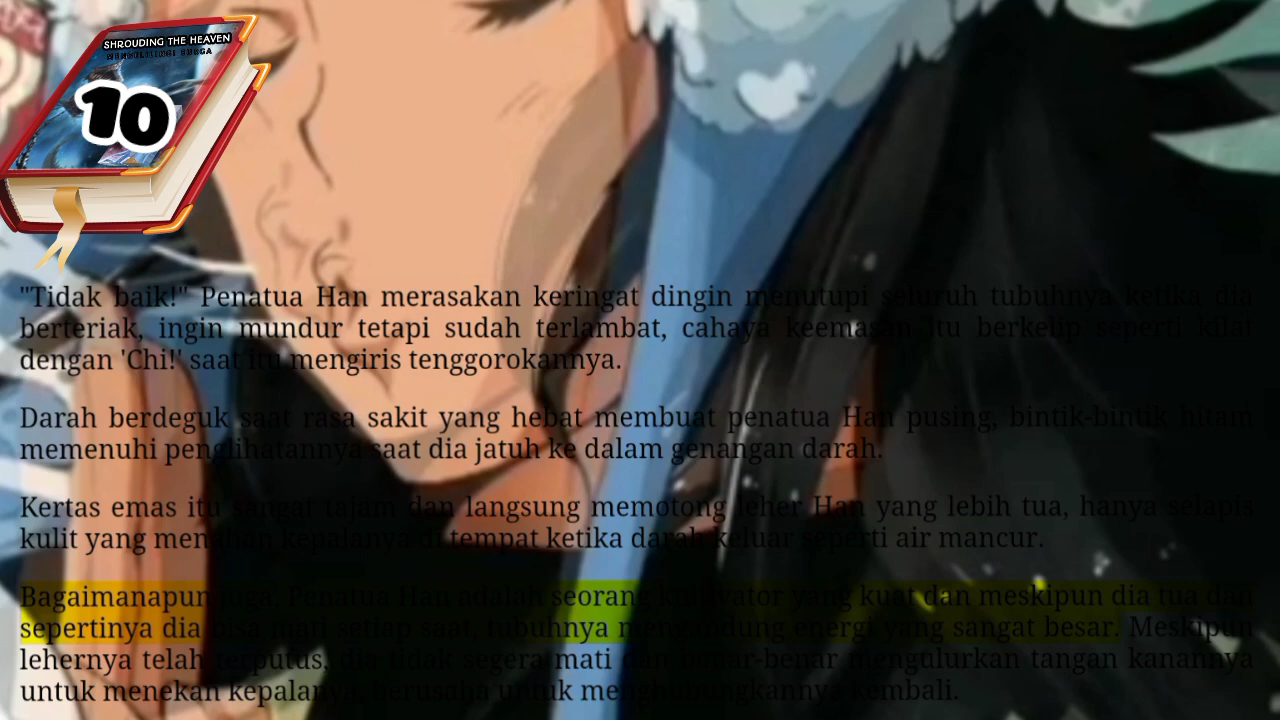 SHROUDING THE HEAVEN
MENYELIMUTI SURGA
10
"Tidak baik!" Penatua Han merasakan keringat dingin menutupi seluruh tubuhnya ketika dia
berteriak, ingin mundur tetapi sudah terlambat, cahaya keemasan itu berkelip seperti kilat
dengan 'Chi!' saat itu mengiris tenggorokannya.
Darah berdeguk saat rasa sakit yang hebat membuat penatua Han pusing, bintik-bintik hitam
memenuhi penglihatannya saat dia jatuh ke dalam genangan darah.
Kertas emas itu sangat tajam dan langsung memotong leher Han yang lebih tua, hanya selapis
kulit yang menahan kepalanya di tempat ketika darah keluar seperti air mancur.
Bagaimanapun juga, Penatua Han adalah seorang kultivator yang kuat dan meskipun dia tua dan
sepertinya dia bisa mati setiap saat, tubuhnya mengandung energi yang sangat besar. Meskipun
lehernya telah terputus, dia tidak segera mati dan benar-benar mengulurkan tangan kanannya
untuk menekan kepalanya, berusaha untuk menghubungkannya kembali.